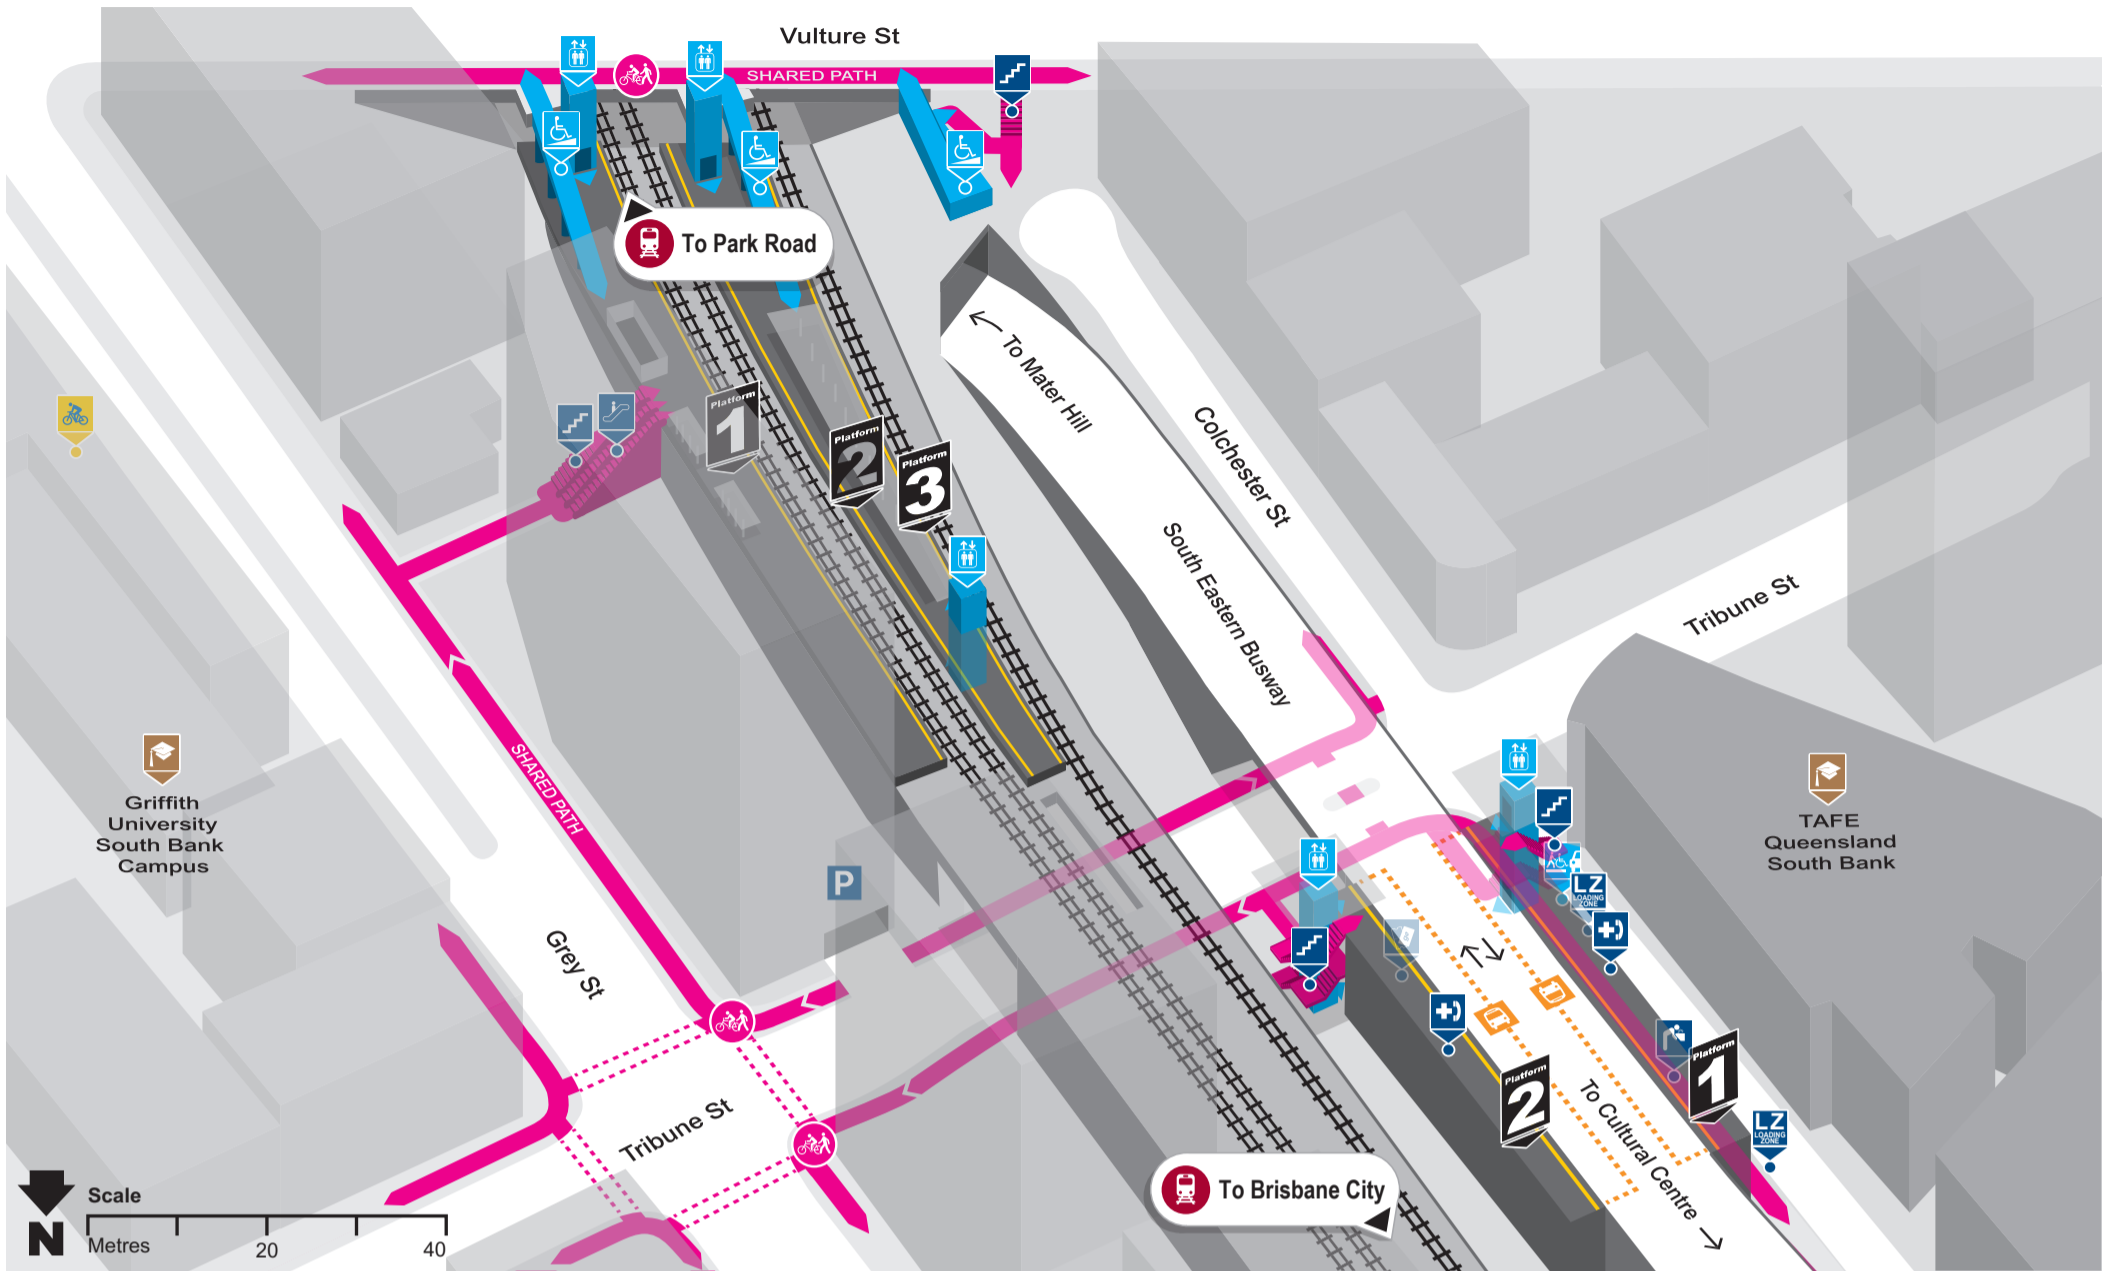 Vulture St
SHARED PATH
To Park Road
To Mater Hill
Colchester St
Platform
1
Platform
2
Platform
3
South Eastern Busway
Tribune St
SHARED PATH
Griffith
University
South Bank
Campus
TAFE
Queensland
South Bank
P
LZ
LOADING
ZONE
Grey St
Platform
1
Platform
2
To Cultural Centre
Tribune St
LZ
LOADING
ZONE
To Brisbane City
Scale
N
Metres
20
40